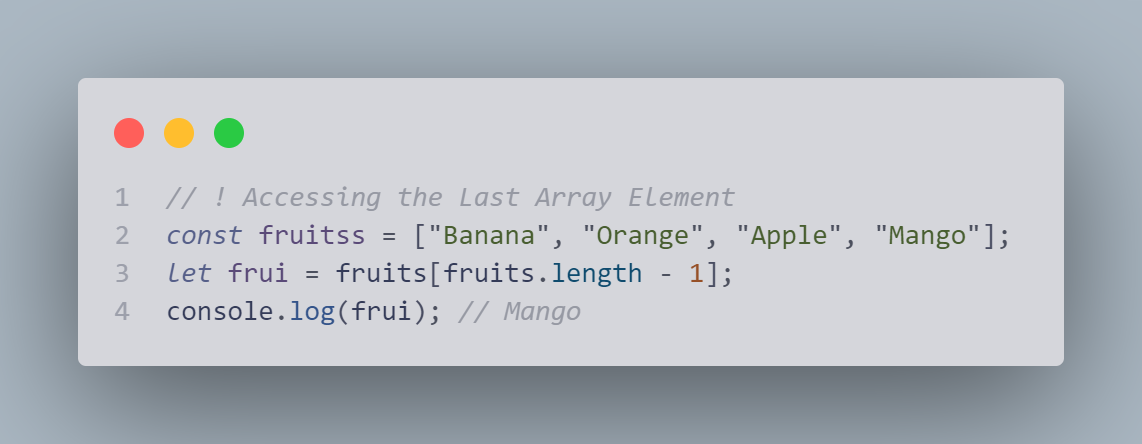 1 // ! Accessing the Last Array Element
2 const fruitss = ["Banana", "Orange", "Apple", "Mango"];
3 let frui = fruits[fruits.length - 1];
4 console.log(frui); // Mango